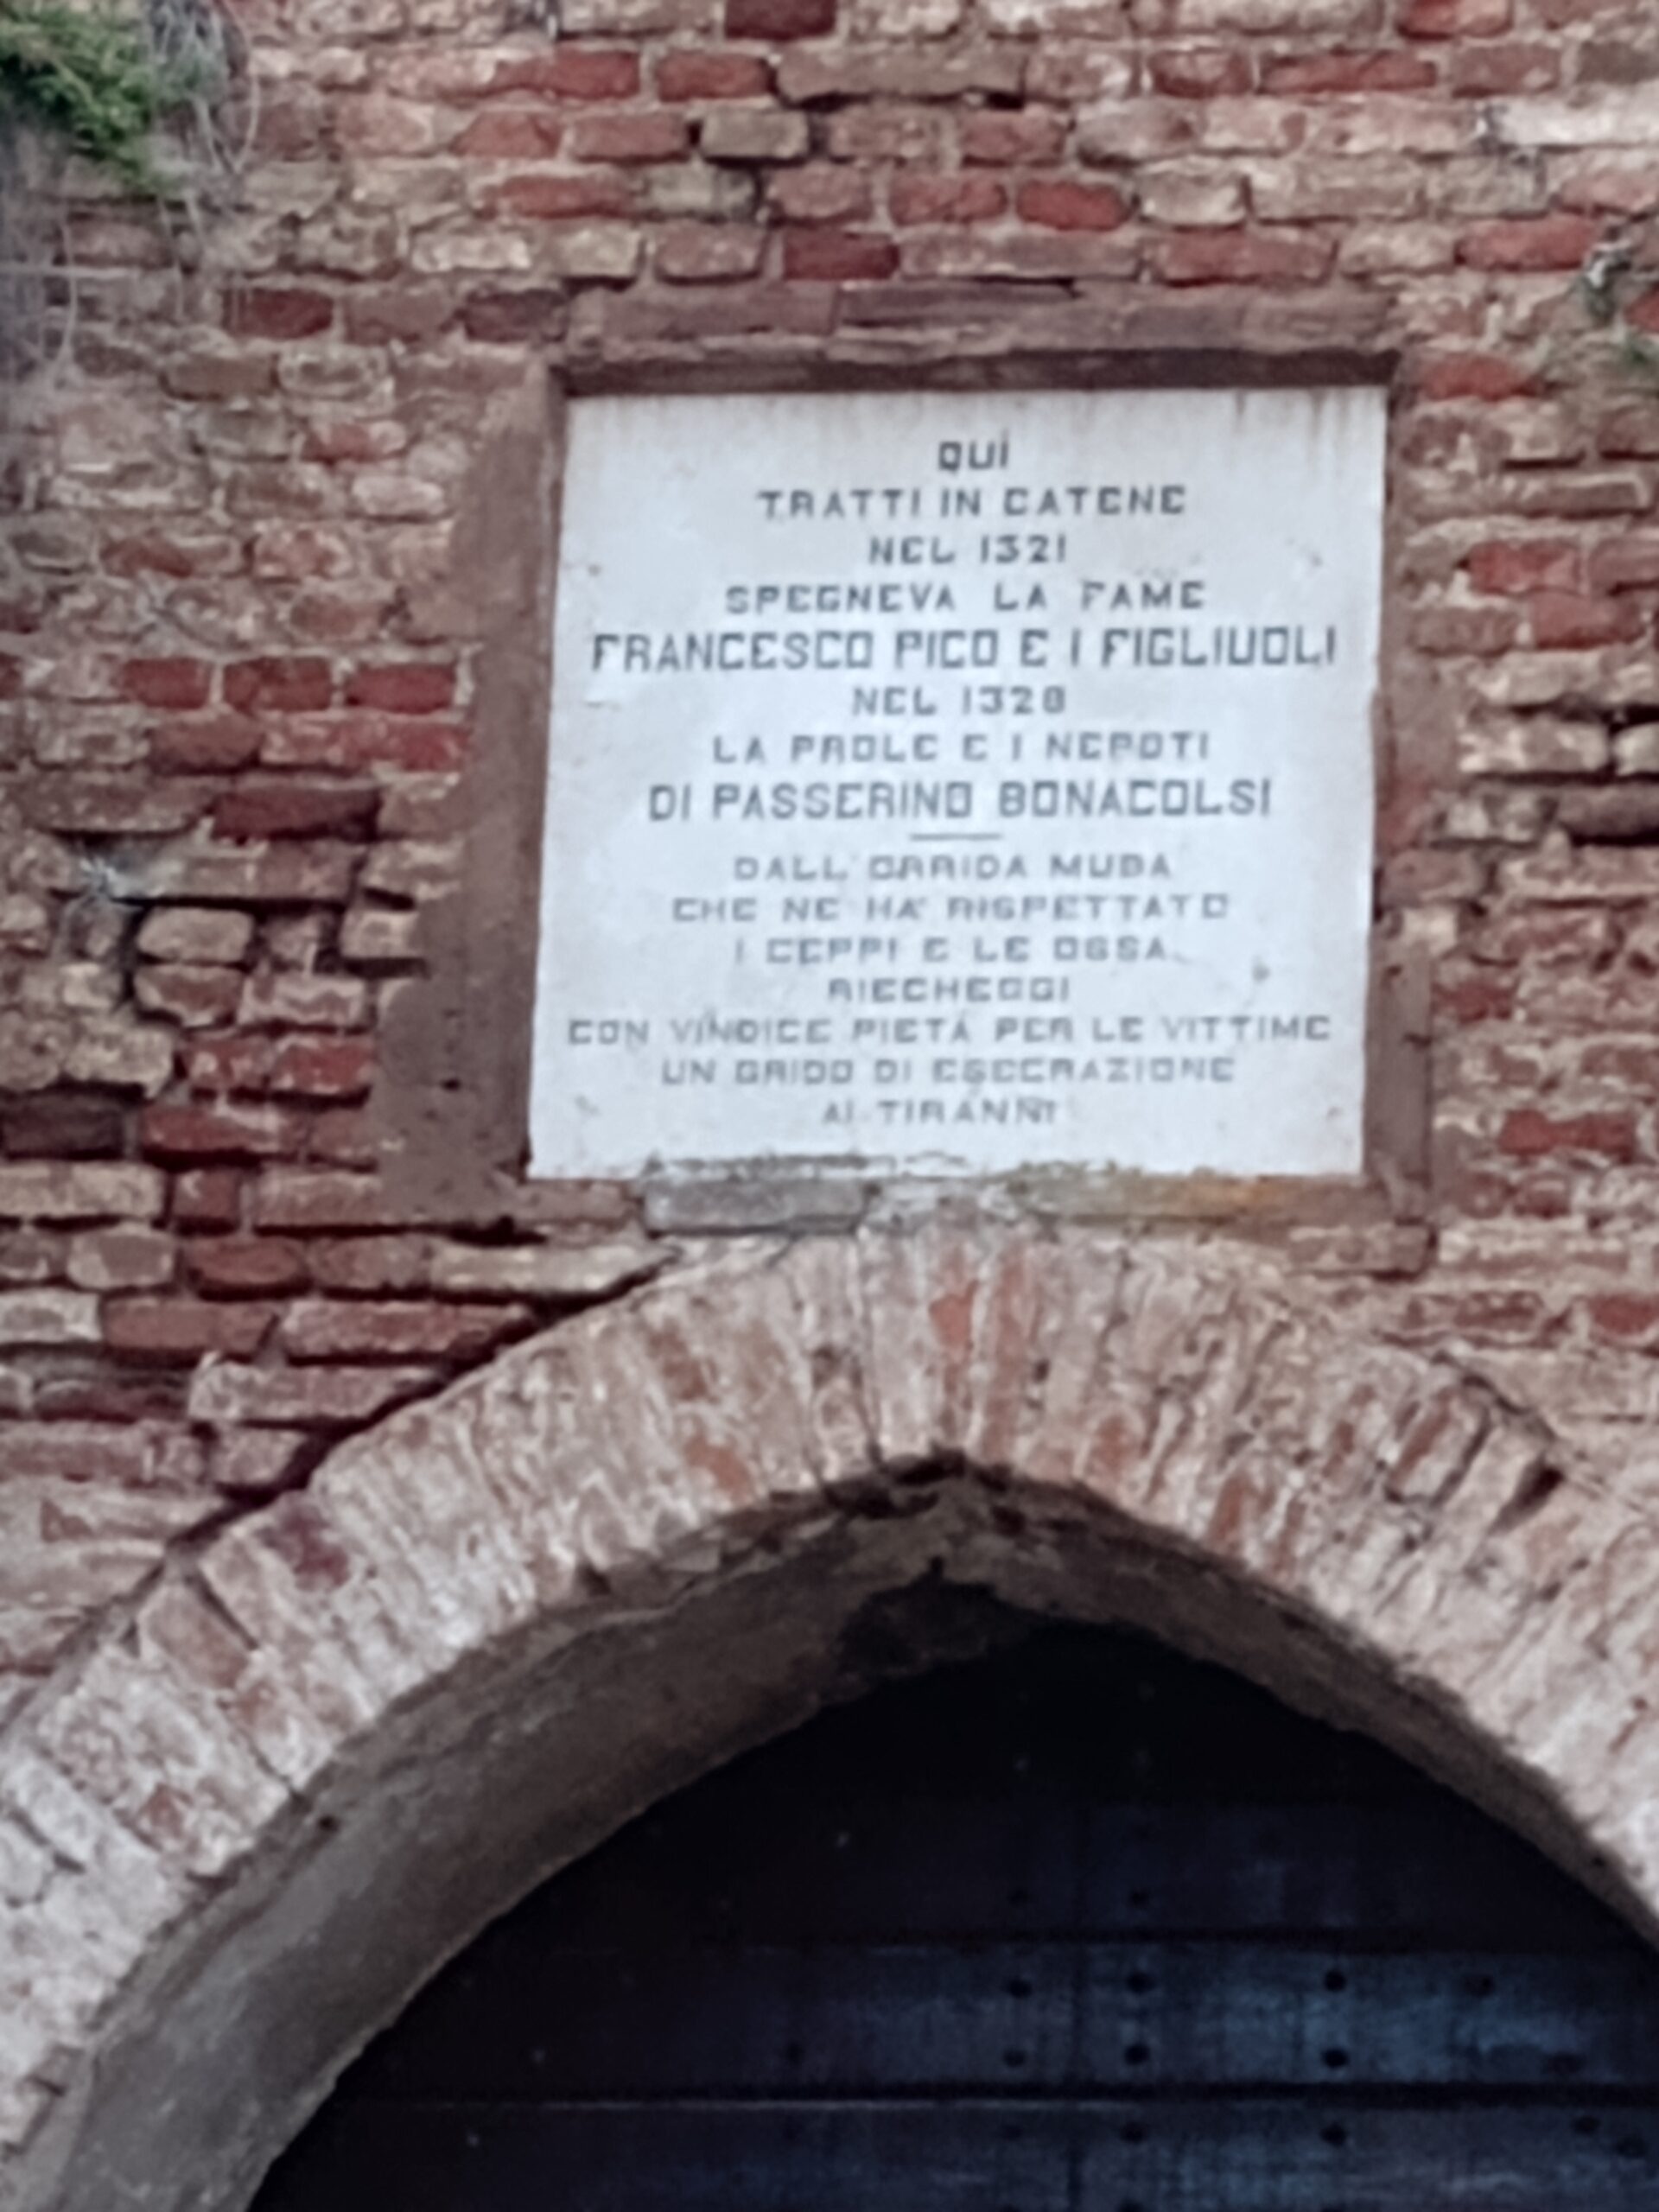 QUI
TRATTI IN CATENE
NEL 1321
SPEGNEVA LA FAME
FRANCESCO PICO E I FIGLIUOLI
NEL 1328
LA PROLE E I NEPOTI
DI PASSERINO BONACOLSI
DALL'ORRIDA MUDA
CHE NE HA' RISPETTATO
I CEPPI E LE OSSA
RIECHEGGI
CON VINDICE PIETÀ PER LE VITTIME
UN GRIDO DI ESECRAZIONE
AI TIRANNI